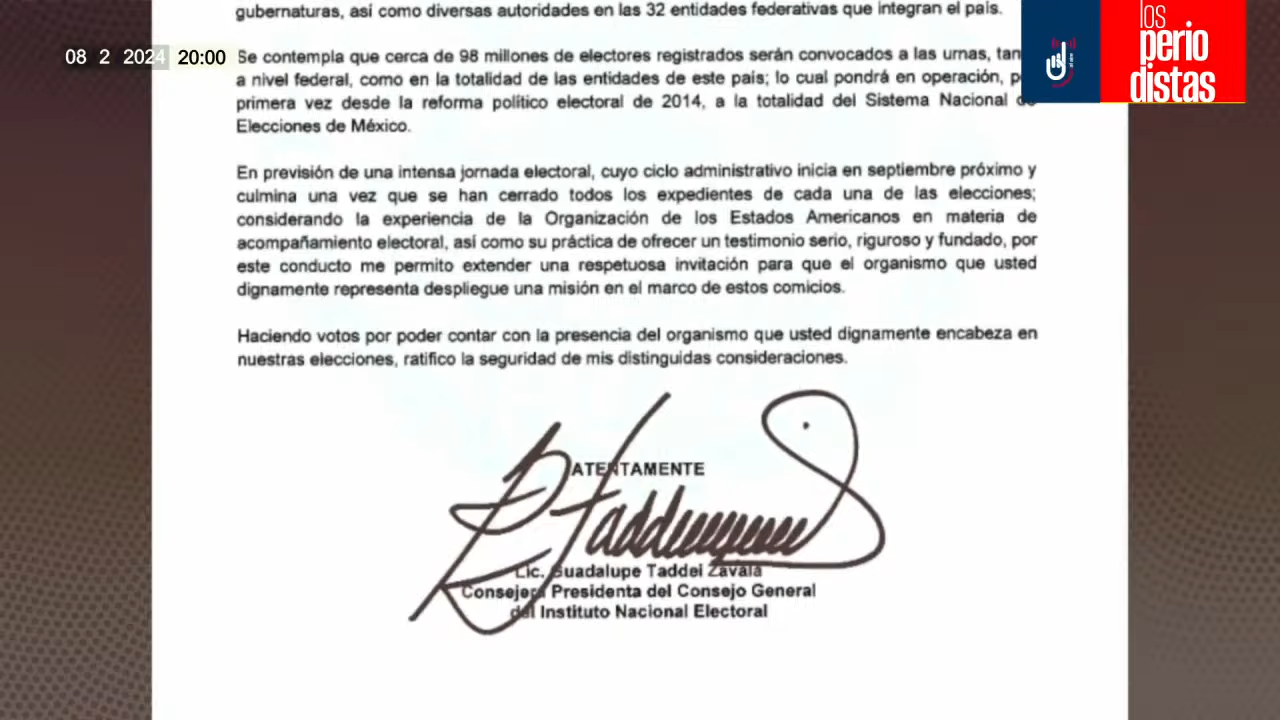 gubernaturas, así como diversas autoridades en las 32 entidades federativas que integran el país.
08 2 2024 20:00
los
perio
distas
Se contempla que cerca de 98 millones de electores registrados serán convocados a las urnas,
a nivel federal, como en la totalidad de las entidades de este país; lo cual pondrá en operación,
primera vez desde la reforma político electoral de 2014, a la totalidad del Sistema Nacional de
Elecciones de México.
En previsión de una intensa jornada electoral, cuyo ciclo administrativo inicia en septiembre próximo y
culmina una vez que se han cerrado todos los expedientes de cada una de las elecciones;
considerando la experiencia de la Organización de los Estados Americanos en materia de
acompañamiento electoral, así como su práctica de ofrecer un testimonio serio, riguroso y fundado, por
este conducto me permito extender una respetuosa invitación para que el organismo que usted
dignamente representa despliegue una misión en el marco de estos comicios.
Haciendo votos por poder contar con la presencia del organismo que usted dignamente encabeza en
nuestras elecciones, ratifico la seguridad de mis distinguidas consideraciones.
ATENTAMENTE
Lic. Guadalupe Taddei Zavala
Consejera Presidenta del Consejo General
del Instituto Nacional Electoral